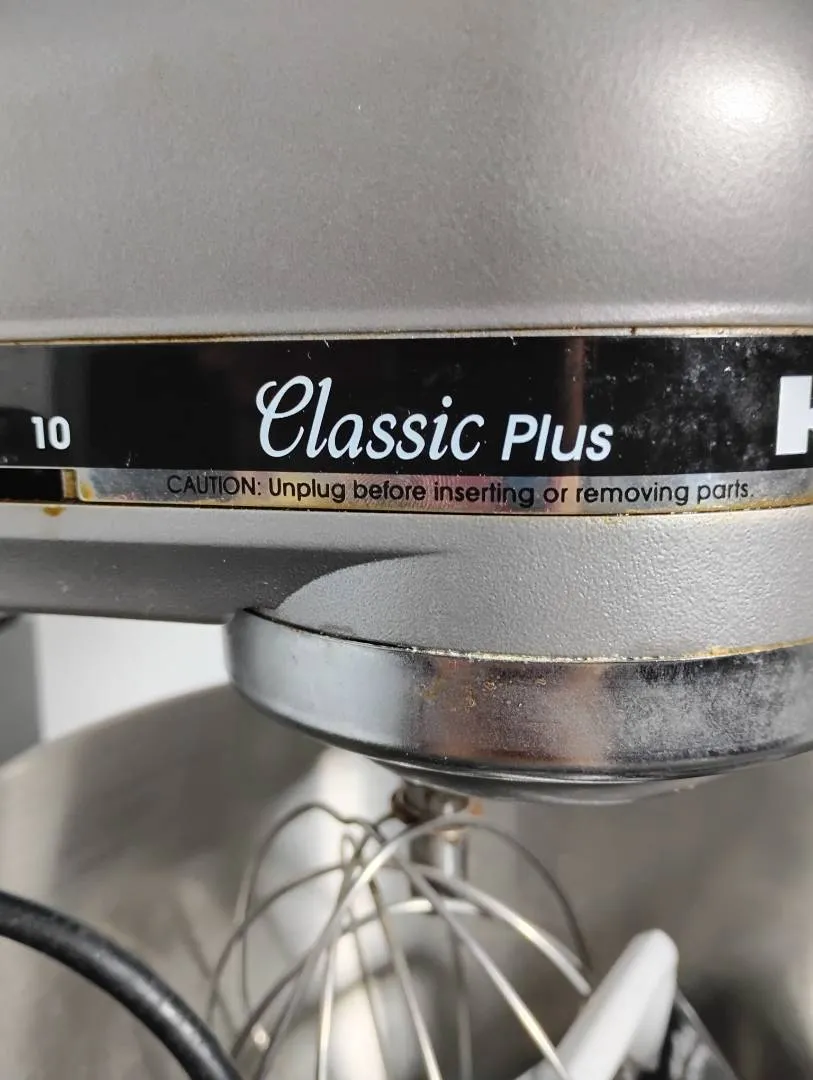 10 Classic Plus
CAUTION: Unplug before inserting or removing parts.